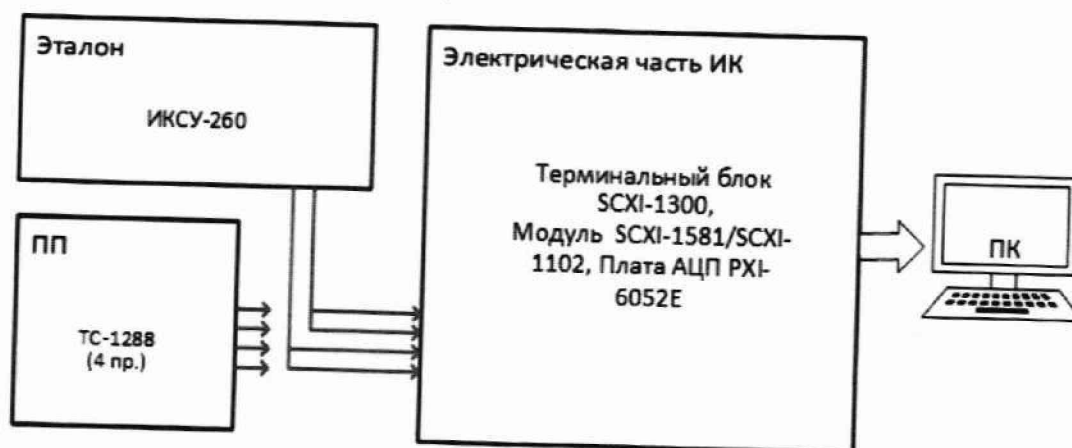 Эталон
ИКСУ-260
ПП
ТС-1288
(4 пр.)
Электрическая часть ИК
Терминальный блок
SCXI-1300,
Модуль SCXI-1581/SCXI-
1102, Плата АЦП PXI-
6052E
ПК